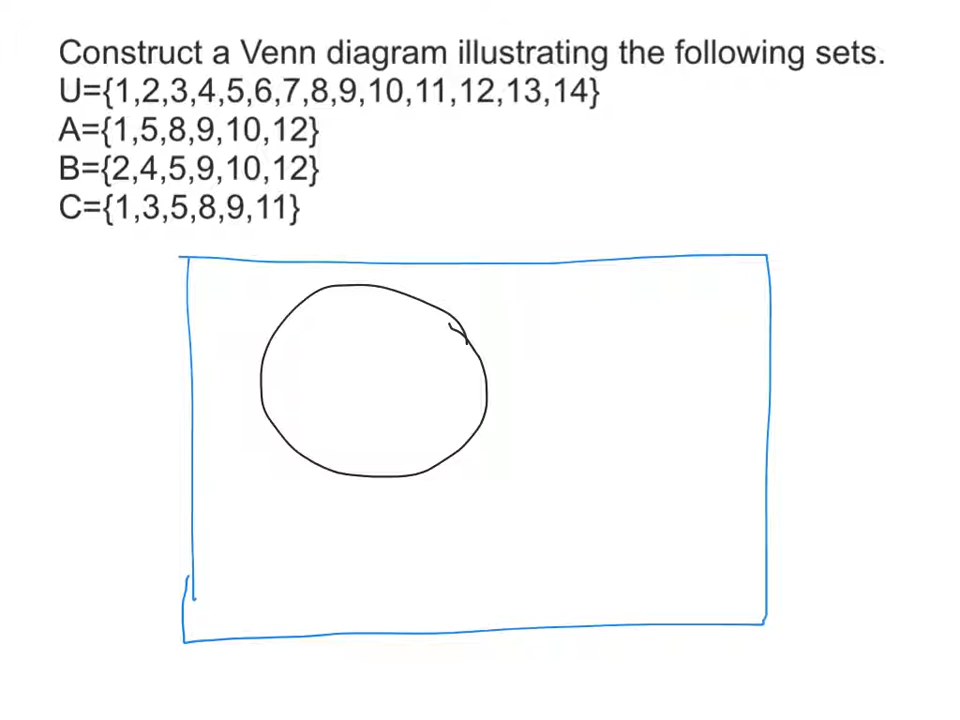 Construct a Venn diagram illustrating the following sets.
U={1,2,3,4,5,6,7,8,9,10,11,12,13,14}
A={1,5,8,9,10,12}
B={2,4,5,9,10,12}
C={1,3,5,8,9,11}